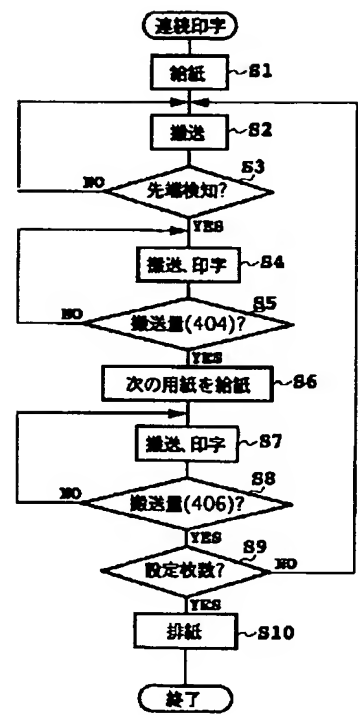 連続印字
給紙 S1
搬送 S2
S3
NO 先端検知?
YES
搬送、印字 S4
S5
NO 搬送量(404)?
YES
次の用紙を給紙 S6
搬送、印字 S7
S8
NO 搬送量(406)?
YES
S9
設定枚数? NO
YES
排紙 S10
終了